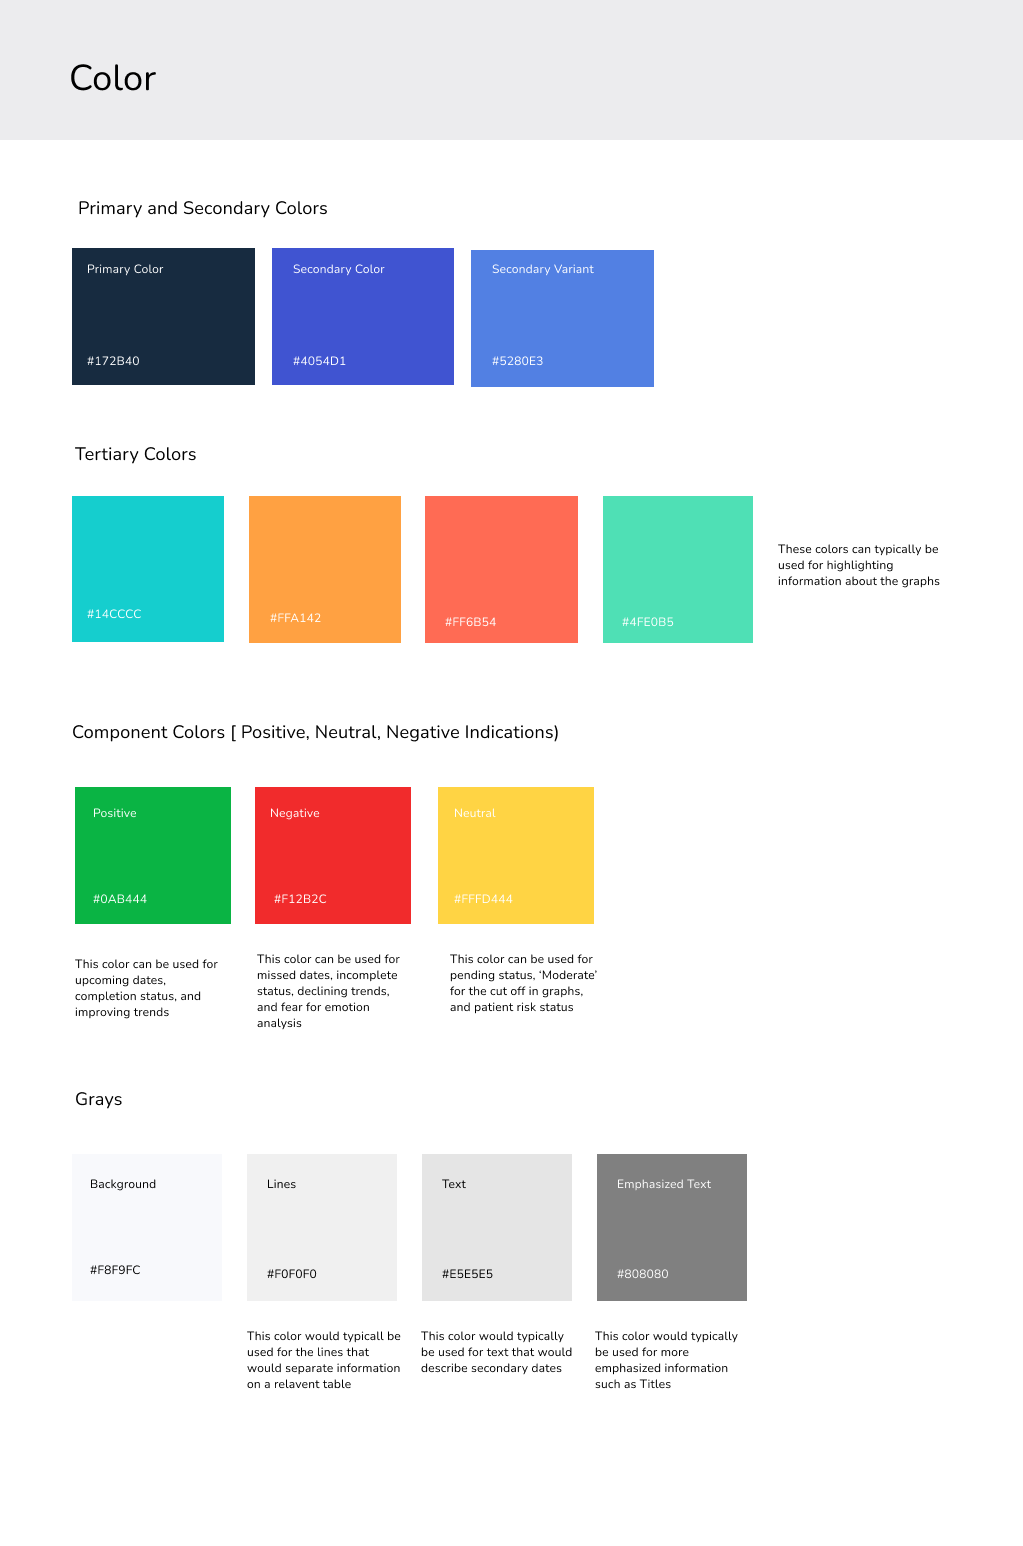 Color
Primary and Secondary Colors
Primary Color
#172B40
Secondary Color
#4054D1
Secondary Variant
#5280E3
Tertiary Colors
#14CCCC
#FFA142
#FF6B54
#4FE0B5
These colors can typically be
used for highlighting
information about the graphs
Component Colors [ Positive, Neutral, Negative Indications)
Positive
#0AB444
This color can be used for
upcoming dates,
completion status, and
improving trends
Negative
#F12B2C
This color can be used for
missed dates, incomplete
status, declining trends,
and fear for emotion
analysis
Neutral
#FFFD444
This color can be used for
pending status, ‘Moderate’
for the cut off in graphs,
and patient risk status
Grays
Background
#F8F9FC
Lines
#F0F0F0
This color would typicall be
used for the lines that
would separate information
on a relavent table
Text
#E5E5E5
This color would typically
be used for text that would
describe secondary dates
Emphasized Text
#808080
This color would typically
be used for more
emphasized information
such as Titles